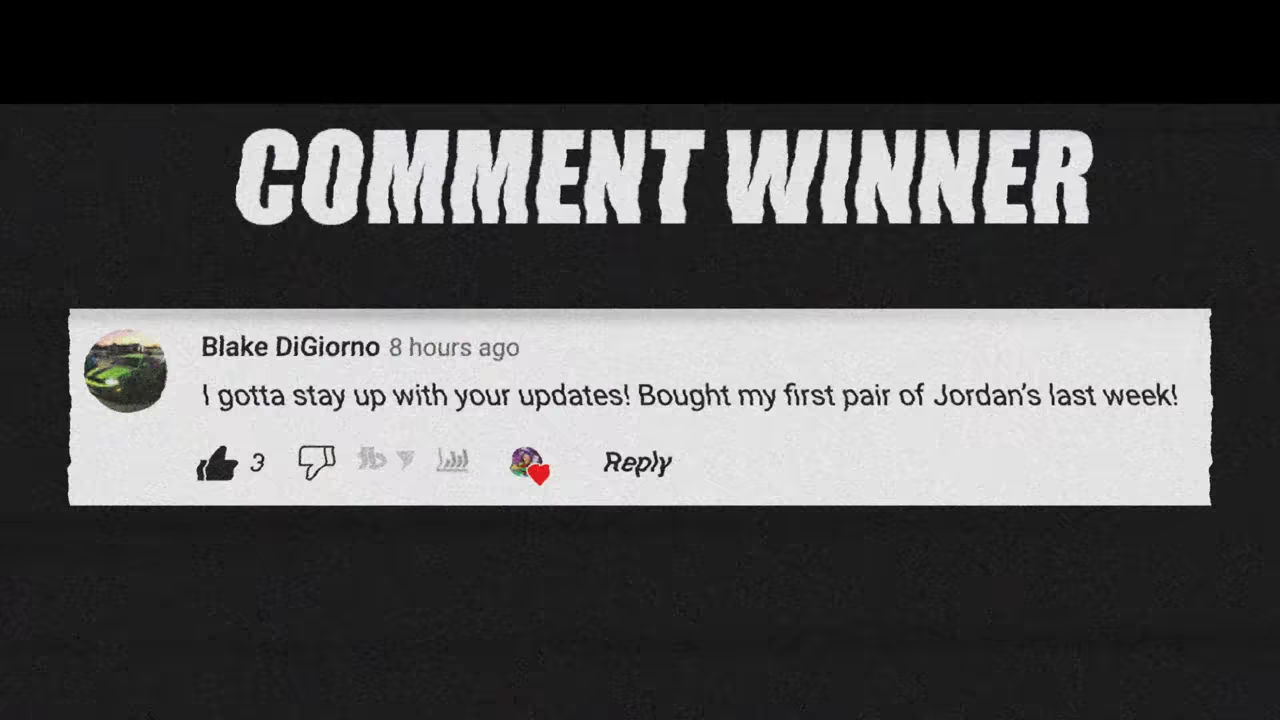 COMMENT WINNER
Blake DiGiorno 8 hours ago
I gotta stay up with your updates! Bought my first pair of Jordan's last week!
3 Reply